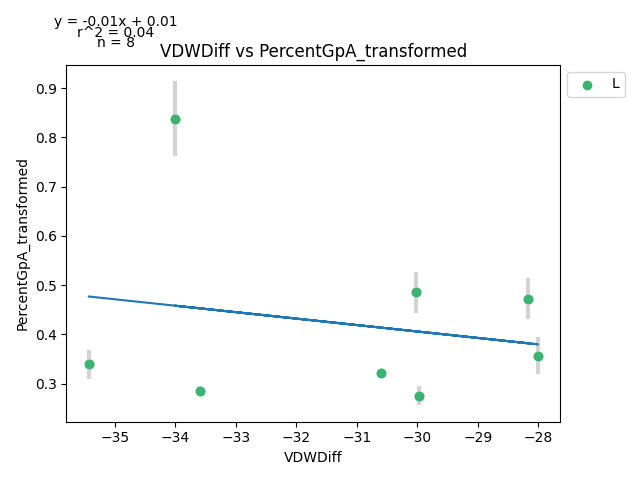 y = -0.01x + 0.01
r^2 = 0.04
n = 8
VDWDiff vs PercentGpA_transformed
L
PercentGpA_transformed
0.9
0.8
0.7
0.6
0.5
0.4
0.3
−35 −34 −33 −32 −31 −30 −29 −28
VDWDiff